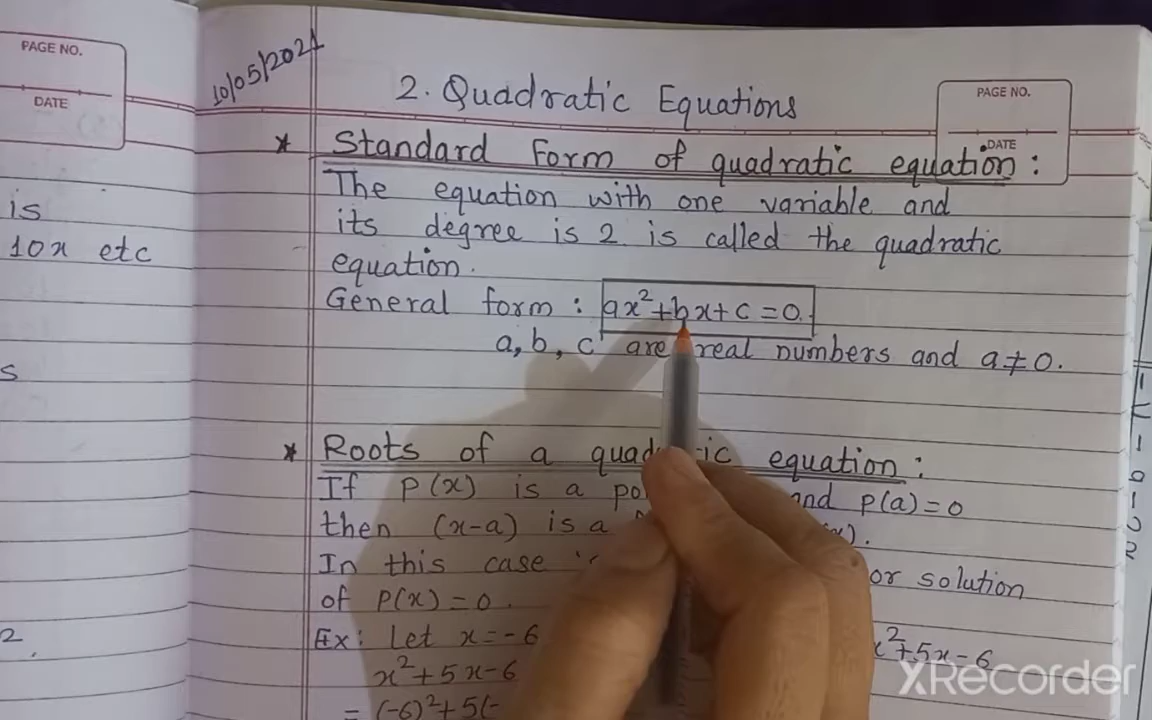 PAGE NO.
DATE
is
10x etc
s
2.
10/05/2021
PAGE NO.
DATE
2. Quadratic Equations
* Standard Form of quadratic equation :
The equation with one variable and
its degree is 2 is called the quadratic
equation.
General form : ax²+bx+c=0.
a, b, c are real numbers and a≠0.
* Roots of a quad ic equation :
If P(x) is a po and p(a)=0
then (x-a) is a
In this case or solution
of P(x)=0.
Ex: Let x=-6 x²+5x-6
x²+5x-6
= (-6)²+5(-
XRecorder